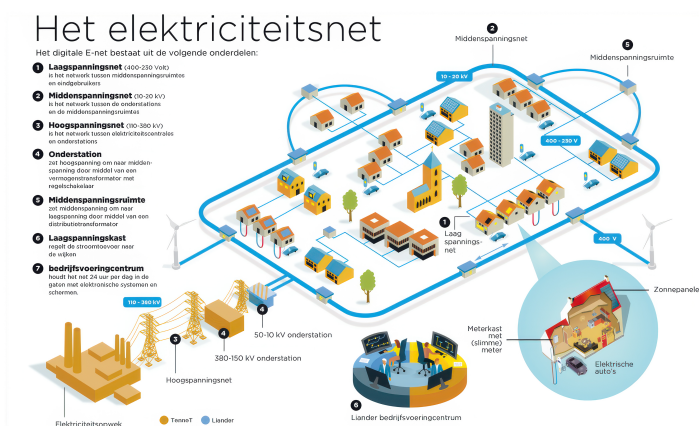 Het elektriciteitsnet
Het digitale E-net bestaat uit de volgende onderdelen:
1 Laagspanningsnet (400-230 Volt)
is het netwerk tussen middenspanningsruimtes
en eindgebruikers
2 Middenspanningsnet (10-20 kV)
is het netwerk tussen de onderstations
en de middenspanningsruimtes
3 Hoogspanningsnet (110-380 kV)
is het netwerk tussen elektriciteitscentrales
en onderstations
4 Onderstation
zet hoogspanning om naar midden-
spanning door middel van een
vermogenstransformator met
regelschakelaar
5 Middenspanningsruimte
zet middenspanning om naar
laagspanning door middel van een
distributietransformator
6 Laagspanningskast
regelt de stroomtoevoer naar
de wijken
7 bedrijfsvoeringcentrum
houdt het net 24 uur per dag in de
gaten met elektronische systemen en
schermen.
2
Middenspanningsnet
5
Middenspanningsruimte
10 - 20 kV
400 - 230 V
1
Laag
spannings-
net
400 V
110 - 380 kV
4
50-10 kV onderstation
4
380-150 kV onderstation
3
Hoogspanningsnet
Zonnepanelen
Meterkast
met
(slimme)
meter
Elektrische
auto's
6
Liander bedrijfsvoeringcentrum
TenneT
Liander
Elektriciteitsopwek